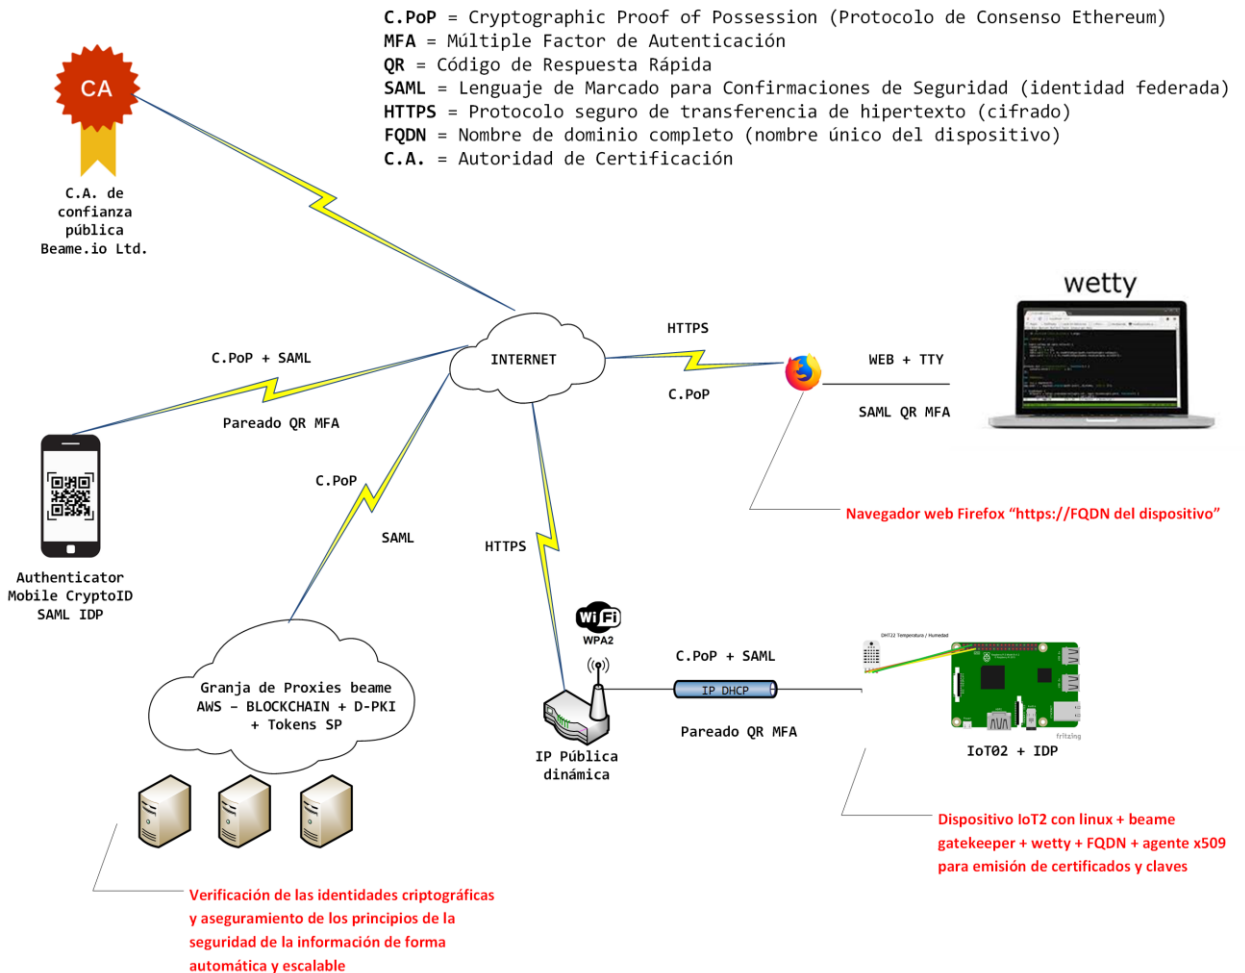 C.PoP = Cryptographic Proof of Possession (Protocolo de Consenso Ethereum)
MFA = Múltiple Factor de Autenticación
QR = Código de Respuesta Rápida
SAML = Lenguaje de Marcado para Confirmaciones de Seguridad (identidad federada)
HTTPS = Protocolo seguro de transferencia de hipertexto (cifrado)
FQDN = Nombre de dominio completo (nombre único del dispositivo)
C.A. = Autoridad de Certificación
CA
C.A. de
confianza
pública
Beame.io Ltd.
wetty
INTERNET
HTTPS
C.PoP
WEB + TTY
SAML QR MFA
C.PoP + SAML
Pareado QR MFA
Authenticator
Mobile CryptoID
SAML IDP
C.PoP
SAML
HTTPS
Navegador web Firefox “https://FQDN del dispositivo”
Granja de Proxies beame
AWS – BLOCKCHAIN + D-PKI
+ Tokens SP
Wi Fi
WPA2
IP Pública
dinámica
C.PoP + SAML
IP DHCP
Pareado QR MFA
DHT22 Temperatura / Humedad
fritzing
IoT02 + IDP
Dispositivo IoT2 con linux + beame
gatekeeper + wetty + FQDN + agente x509
para emisión de certificados y claves
Verificación de las identidades criptográficas
y aseguramiento de los principios de la
seguridad de la información de forma
automática y escalable